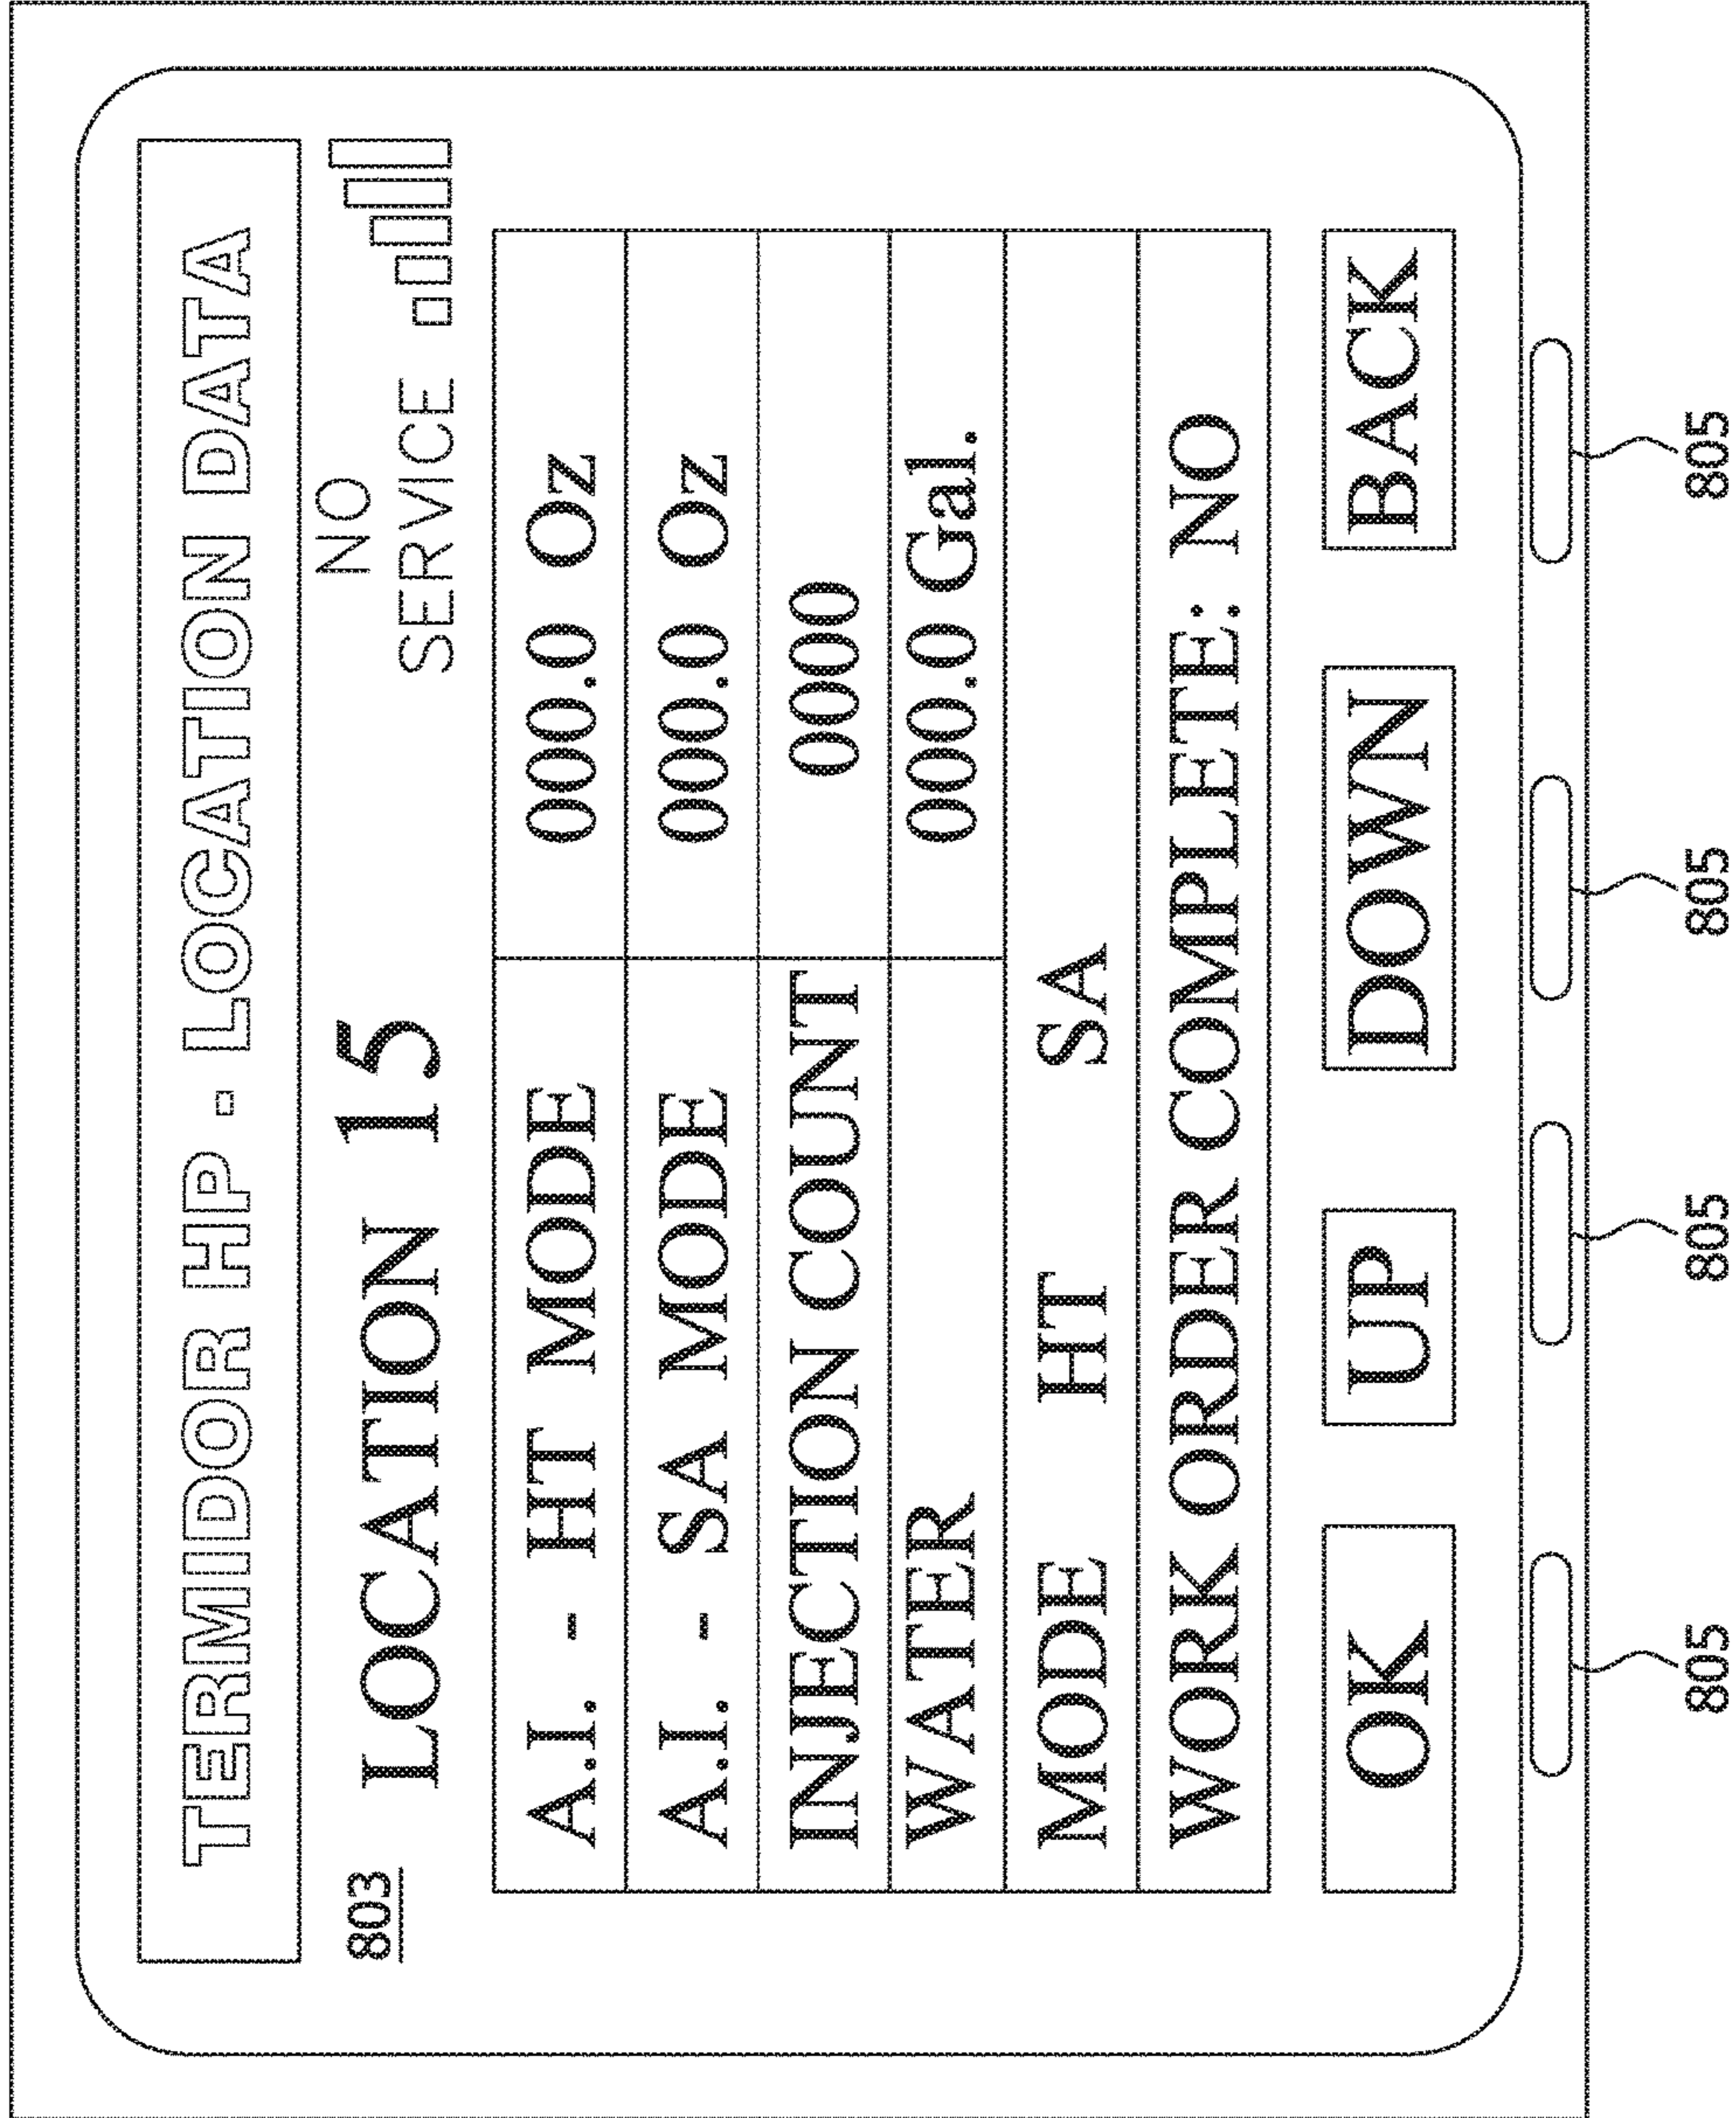 TERMIDOR HP - LOCATION DATA
803 LOCATION 15
NO
SERVICE
A.I. - HT MODE 000.0 Oz
A.I. - SA MODE 000.0 Oz
INJECTION COUNT 0000
WATER 000.0 Gal.
MODE HT SA
WORK ORDER COMPLETE: NO
OK UP DOWN BACK
805 805 805 805